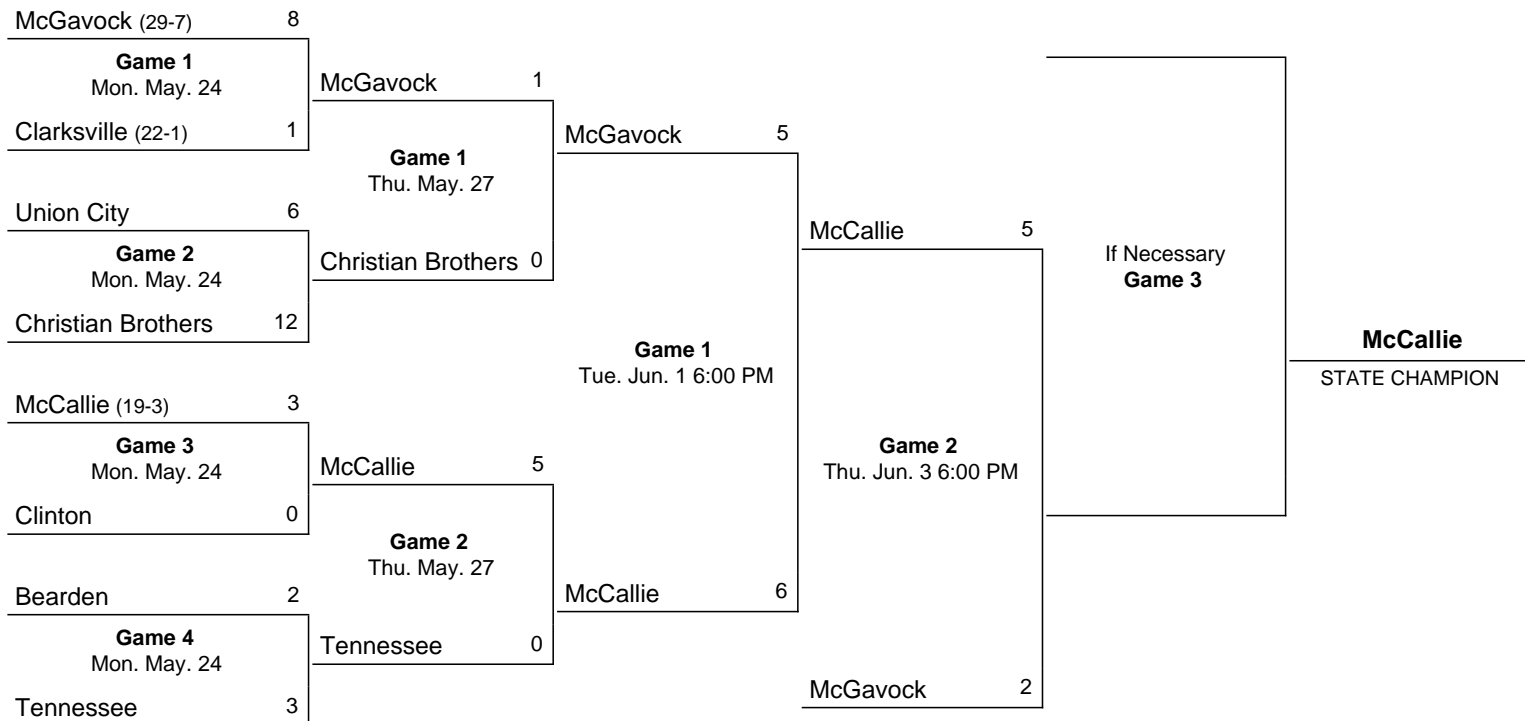 McGavock (29-7) 8
Game 1
Mon. May. 24
Clarksville (22-1) 1
Union City 6
Game 2
Mon. May. 24
Christian Brothers 12
McCallie (19-3) 3
Game 3
Mon. May. 24
Clinton 0
Bearden 2
Game 4
Mon. May. 24
Tennessee 3
McGavock 1
Game 1
Thu. May. 27
Christian Brothers 0
McCallie 5
Game 2
Thu. May. 27
Tennessee 0
McGavock 5
Game 1
Tue. Jun. 1 6:00 PM
McCallie 6
McCallie 5
Game 2
Thu. Jun. 3 6:00 PM
McGavock 2
If Necessary
Game 3
McCallie
STATE CHAMPION